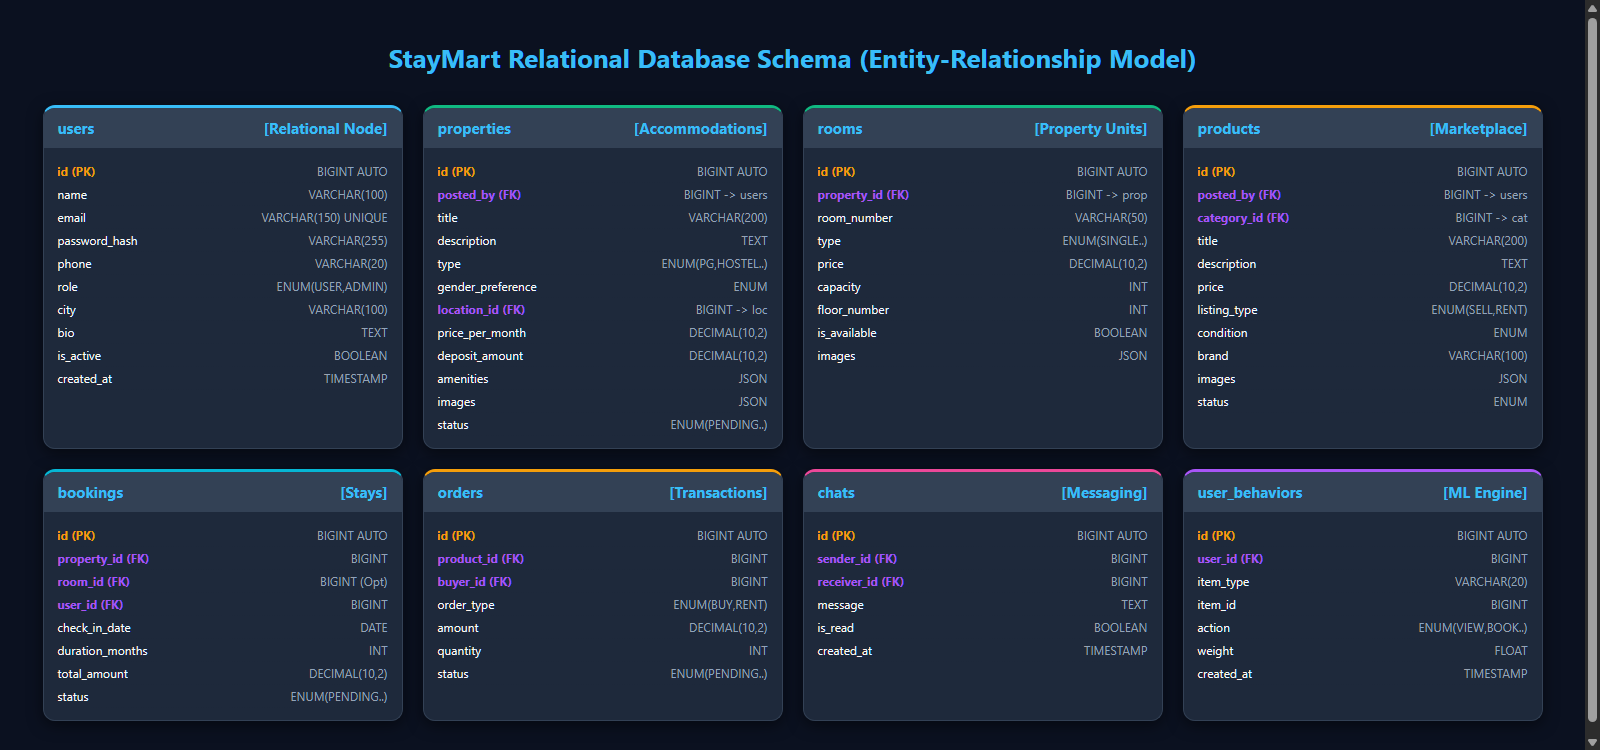 StayMart Relational Database Schema (Entity-Relationship Model)
users [Relational Node]
id (PK) BIGINT AUTO
name VARCHAR(100)
email VARCHAR(150) UNIQUE
password_hash VARCHAR(255)
phone VARCHAR(20)
role ENUM(USER,ADMIN)
city VARCHAR(100)
bio TEXT
is_active BOOLEAN
created_at TIMESTAMP
properties [Accommodations]
id (PK) BIGINT AUTO
posted_by (FK) BIGINT -> users
title VARCHAR(200)
description TEXT
type ENUM(PG,HOSTEL..)
gender_preference ENUM
location_id (FK) BIGINT -> loc
price_per_month DECIMAL(10,2)
deposit_amount DECIMAL(10,2)
amenities JSON
images JSON
status ENUM(PENDING..)
rooms [Property Units]
id (PK) BIGINT AUTO
property_id (FK) BIGINT -> prop
room_number VARCHAR(50)
type ENUM(SINGLE..)
price DECIMAL(10,2)
capacity INT
floor_number INT
is_available BOOLEAN
images JSON
products [Marketplace]
id (PK) BIGINT AUTO
posted_by (FK) BIGINT -> users
category_id (FK) BIGINT -> cat
title VARCHAR(200)
description TEXT
price DECIMAL(10,2)
listing_type ENUM(SELL,RENT)
condition ENUM
brand VARCHAR(100)
images JSON
status ENUM
bookings [Stays]
id (PK) BIGINT AUTO
property_id (FK) BIGINT
room_id (FK) BIGINT (Opt)
user_id (FK) BIGINT
check_in_date DATE
duration_months INT
total_amount DECIMAL(10,2)
status ENUM(PENDING..)
orders [Transactions]
id (PK) BIGINT AUTO
product_id (FK) BIGINT
buyer_id (FK) BIGINT
order_type ENUM(BUY,RENT)
amount DECIMAL(10,2)
quantity INT
status ENUM(PENDING..)
chats [Messaging]
id (PK) BIGINT AUTO
sender_id (FK) BIGINT
receiver_id (FK) BIGINT
message TEXT
is_read BOOLEAN
created_at TIMESTAMP
user_behaviors [ML Engine]
id (PK) BIGINT AUTO
user_id (FK) BIGINT
item_type VARCHAR(20)
item_id BIGINT
action ENUM(VIEW,BOOK..)
weight FLOAT
created_at TIMESTAMP